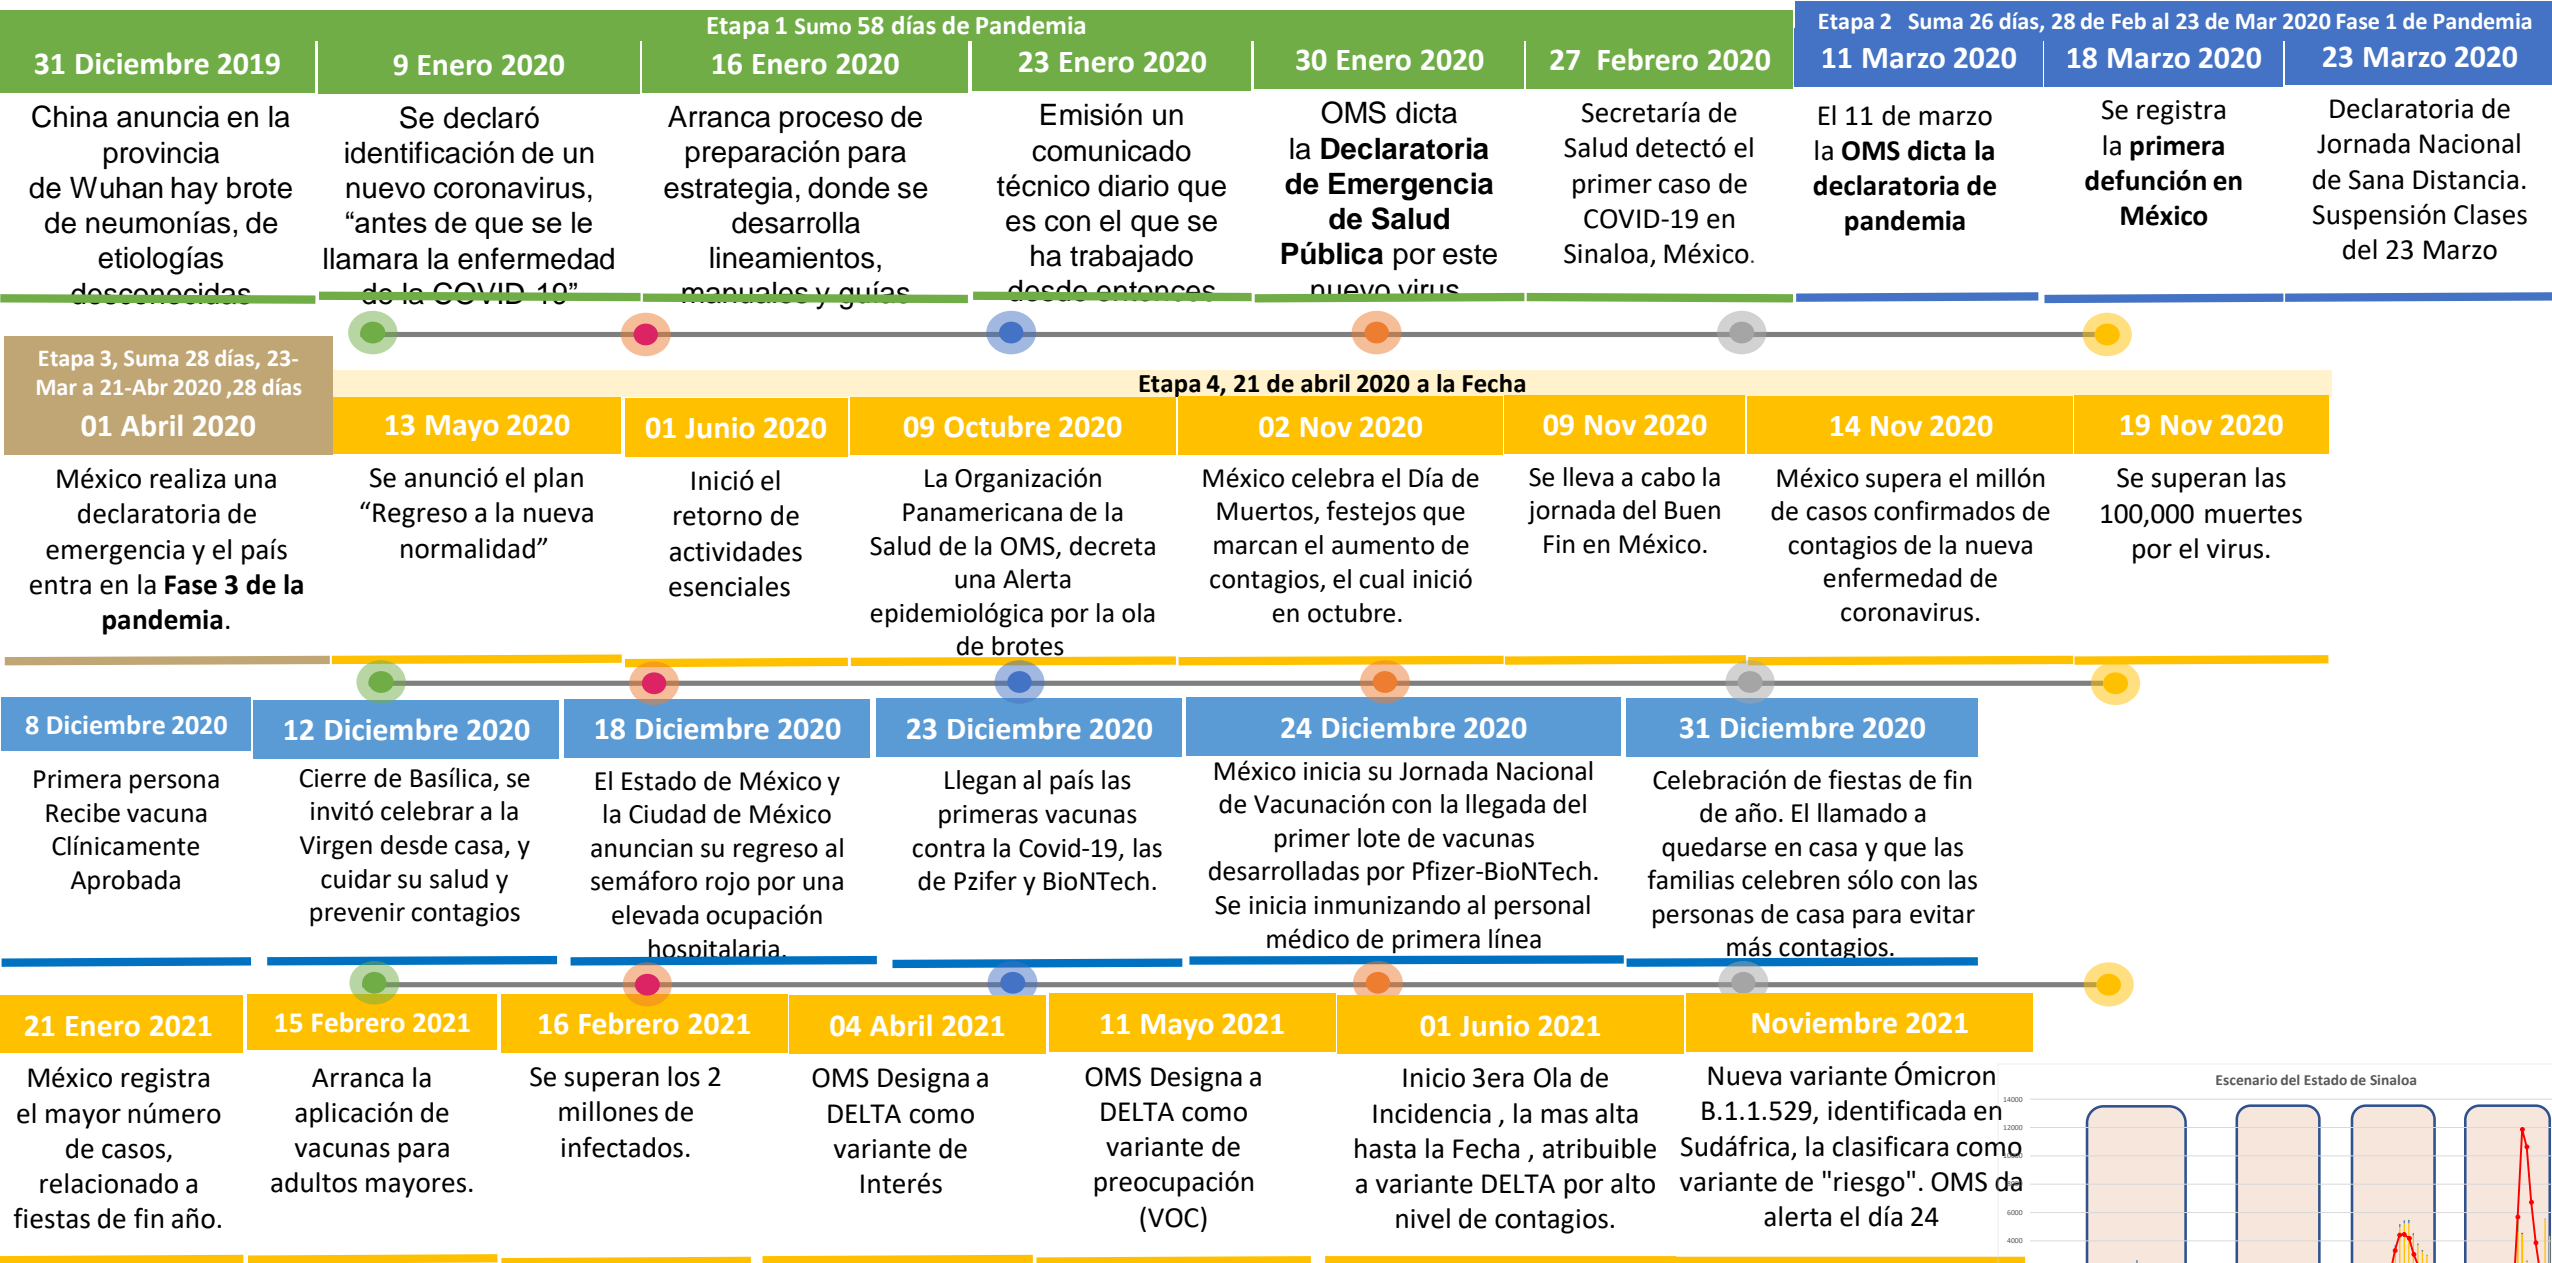 Etapa 1 Sumo 58 días de Pandemia
Etapa 2 Suma 26 días, 28 de Feb al 23 de Mar 2020 Fase 1 de Pandemia
31 Diciembre 2019
China anuncia en la
provincia
de Wuhan hay brote
de neumonías, de
etiologías
desconocidas
9 Enero 2020
Se declaró
identificación de un
nuevo coronavirus,
“antes de que se le
llamara la enfermedad
de la COVID-19”
16 Enero 2020
Arranca proceso de
preparación para
estrategia, donde se
desarrolla
lineamientos,
manuales y guías
23 Enero 2020
Emisión un
comunicado
técnico diario que
es con el que se
ha trabajado
desde entonces
30 Enero 2020
OMS dicta
la Declaratoria
de Emergencia
de Salud
Pública por este
nuevo virus
27 Febrero 2020
Secretaría de
Salud detectó el
primer caso de
COVID-19 en
Sinaloa, México.
11 Marzo 2020
El 11 de marzo
la OMS dicta la
declaratoria de
pandemia
18 Marzo 2020
Se registra
la primera
defunción en
México
23 Marzo 2020
Declaratoria de
Jornada Nacional
de Sana Distancia.
Suspensión Clases
del 23 Marzo
Etapa 3, Suma 28 días, 23-
Mar a 21-Abr 2020 ,28 días
01 Abril 2020
México realiza una
declaratoria de
emergencia y el país
entra en la Fase 3 de la
pandemia.
Etapa 4, 21 de abril 2020 a la Fecha
13 Mayo 2020
Se anunció el plan
“Regreso a la nueva
normalidad”
01 Junio 2020
Inició el
retorno de
actividades
esenciales
09 Octubre 2020
La Organización
Panamericana de la
Salud de la OMS, decreta
una Alerta
epidemiológica por la ola
de brotes
02 Nov 2020
México celebra el Día de
Muertos, festejos que
marcan el aumento de
contagios, el cual inició
en octubre.
09 Nov 2020
Se lleva a cabo la
jornada del Buen
Fin en México.
14 Nov 2020
México supera el millón
de casos confirmados de
contagios de la nueva
enfermedad de
coronavirus.
19 Nov 2020
Se superan las
100,000 muertes
por el virus.
8 Diciembre 2020
Primera persona
Recibe vacuna
Clínicamente
Aprobada
12 Diciembre 2020
Cierre de Basílica, se
invitó celebrar a la
Virgen desde casa, y
cuidar su salud y
prevenir contagios
18 Diciembre 2020
El Estado de México y
la Ciudad de México
anuncian su regreso al
semáforo rojo por una
elevada ocupación
hospitalaria.
23 Diciembre 2020
Llegan al país las
primeras vacunas
contra la Covid-19, las
de Pzifer y BioNTech.
24 Diciembre 2020
México inicia su Jornada Nacional
de Vacunación con la llegada del
primer lote de vacunas
desarrolladas por Pfizer-BioNTech.
Se inicia inmunizando al personal
médico de primera línea
31 Diciembre 2020
Celebración de fiestas de fin
de año. El llamado a
quedarse en casa y que las
familias celebren sólo con las
personas de casa para evitar
más contagios.
21 Enero 2021
México registra
el mayor número
de casos,
relacionado a
fiestas de fin año.
15 Febrero 2021
Arranca la
aplicación de
vacunas para
adultos mayores.
16 Febrero 2021
Se superan los 2
millones de
infectados.
04 Abril 2021
OMS Designa a
DELTA como
variante de
Interés
11 Mayo 2021
OMS Designa a
DELTA como
variante de
preocupación
(VOC)
01 Junio 2021
Inicio 3era Ola de
Incidencia , la mas alta
hasta la Fecha , atribuible
a variante DELTA por alto
nivel de contagios.
Noviembre 2021
Nueva variante Ómicron
B.1.1.529, identificada en
Sudáfrica, la clasificara como
variante de "riesgo". OMS da
alerta el día 24
Escenario del Estado de Sinaloa
14000
12000
6000
4000